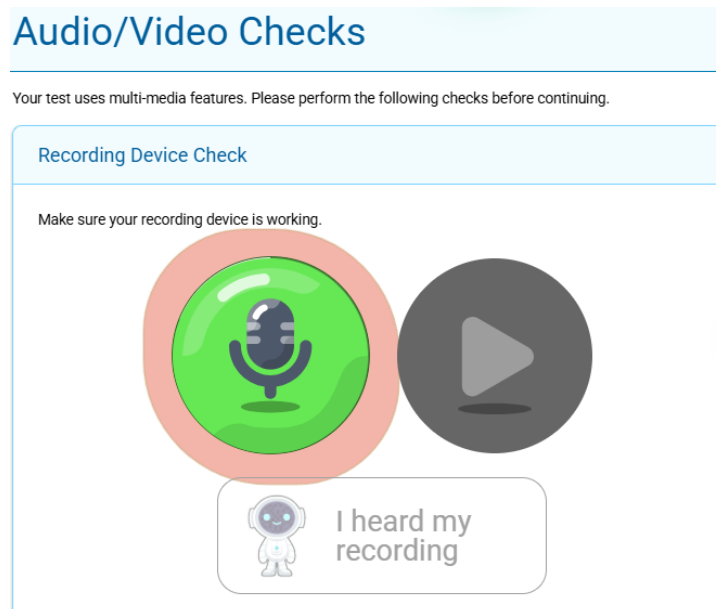 Audio/Video Checks
Your test uses multi-media features. Please perform the following checks before continuing.
Recording Device Check
Make sure your recording device is working.
I heard my
recording